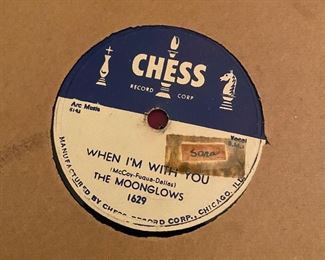 CHESS
RECORD CORP
Arc Music
Vocal
WHEN I'M WITH YOU
(McCoy-Fuqua-Dallas)
THE MOONGLOWS
1629
MANUFACTURED BY CHESS RECORD CORP., CHICAGO, ILL.